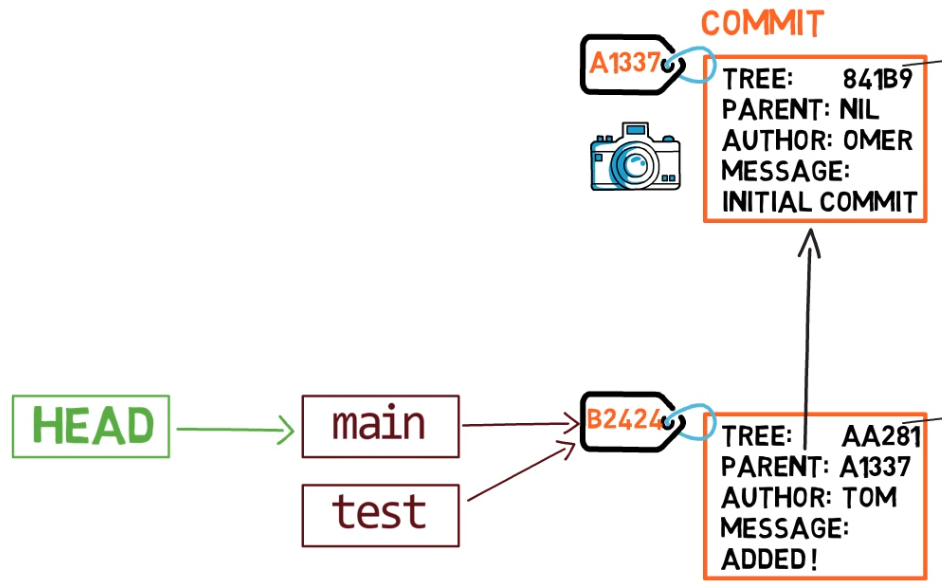 COMMIT
A1337
TREE: 841B9
PARENT: NIL
AUTHOR: OMER
MESSAGE:
INITIAL COMMIT
HEAD
main
test
B2424
TREE: AA281
PARENT: A1337
AUTHOR: TOM
MESSAGE:
ADDED!